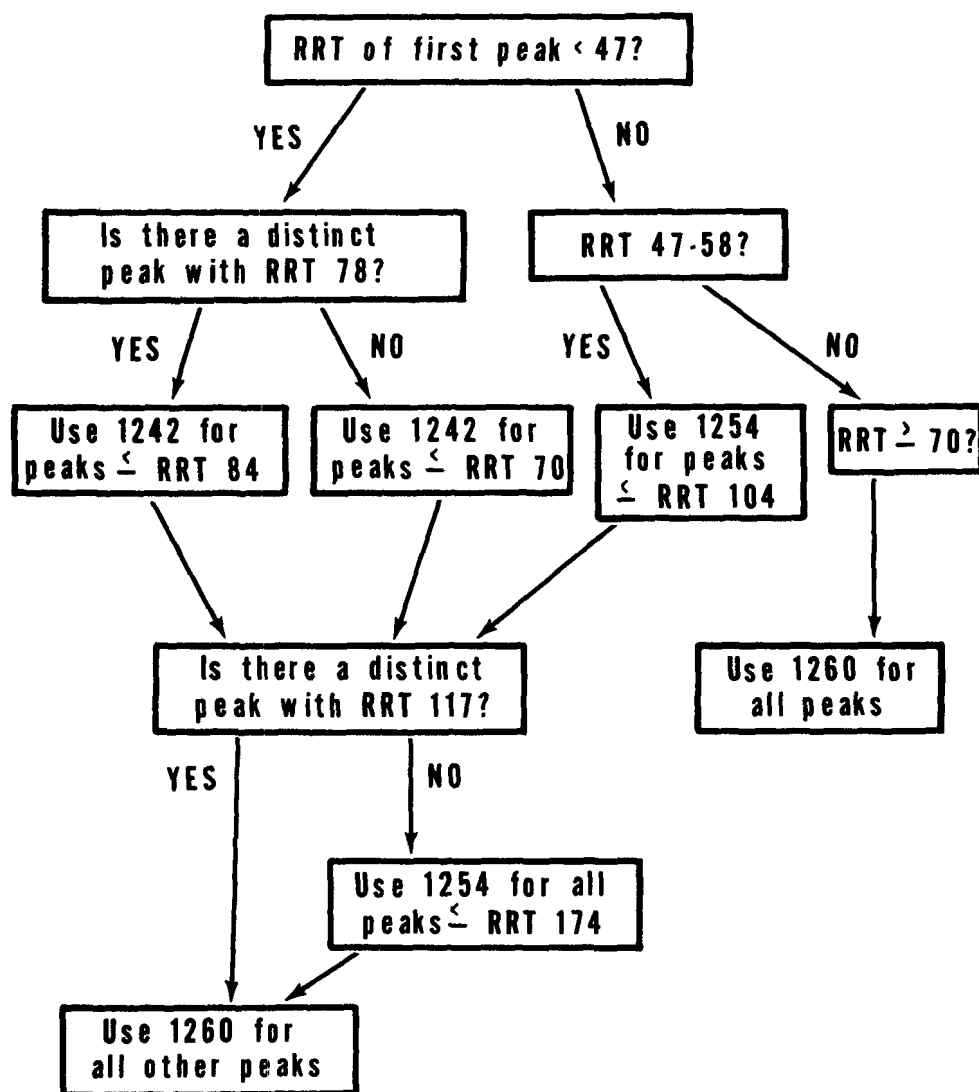 RRT of first peak < 47?
YES
NO
Is there a distinct
peak with RRT 78?
RRT 47-58?
YES
NO
YES
NO
Use 1242 for
peaks ≤ RRT 84
Use 1242 for
peaks ≤ RRT 70
Use 1254
for peaks
≤ RRT 104
RRT ≥ 70?
Is there a distinct
peak with RRT 117?
Use 1260 for
all peaks
YES
NO
Use 1254 for all
peaks ≤ RRT 174
Use 1260 for
all other peaks